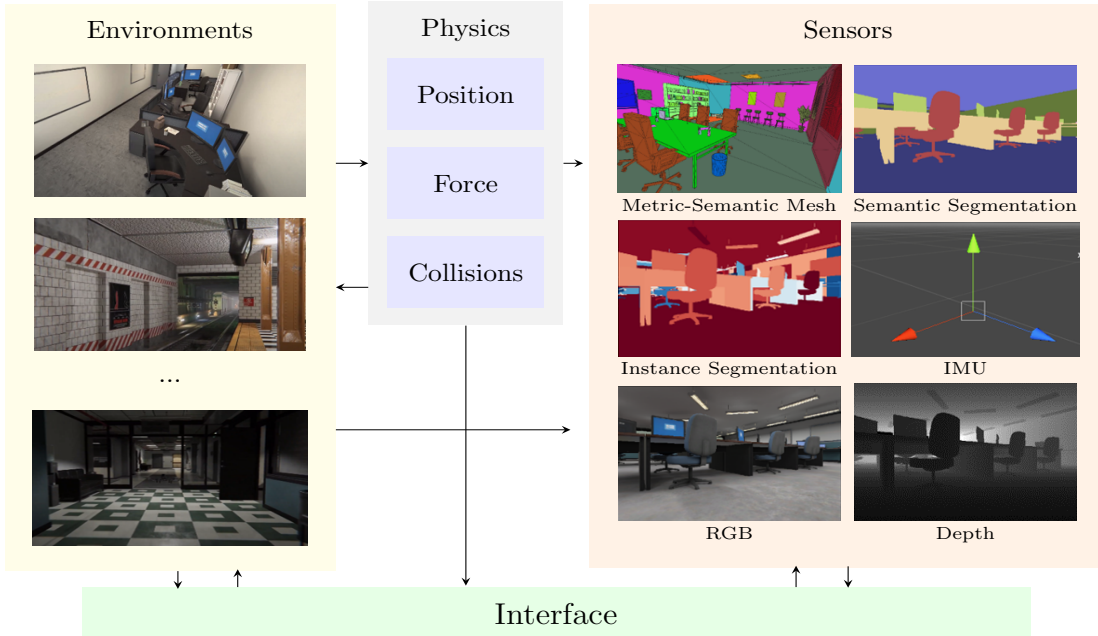 Environments
...
Physics
Position
Force
Collisions
Sensors
Metric-Semantic Mesh
Semantic Segmentation
Instance Segmentation
IMU
RGB
Depth
Interface